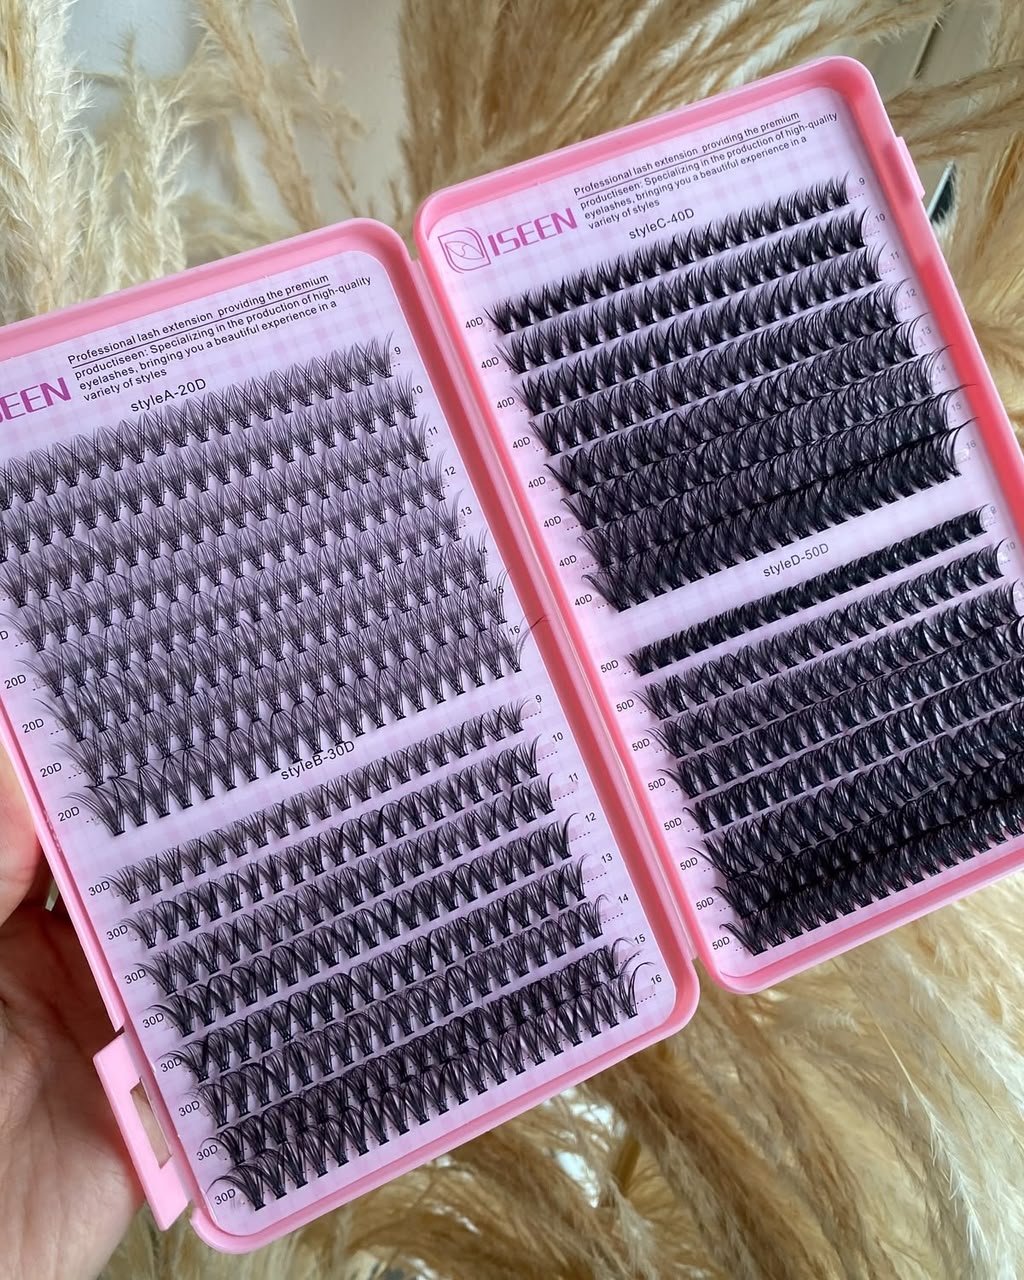 Professional lash extension providing the premium
productiseen: Specializing in the production of high-quality
eyelashes, bringing you a beautiful experience in a
variety of styles
SEEN
styleA-20D
9
10
11
12
13
14
15
16
D
20D
20D
20D
20D
styleB-30D
9
10
11
12
13
14
15
16
30D
30D
30D
30D
30D
30D
30D
30D
Professional lash extension providing the premium
productiseen: Specializing in the production of high-quality
eyelashes, bringing you a beautiful experience in a
variety of styles
ISEEN
styleC-40D
9
10
11
12
13
14
15
16
40D
40D
40D
40D
40D
40D
40D
40D
styleD-50D
9
10
50D
50D
50D
50D
50D
50D
50D
50D